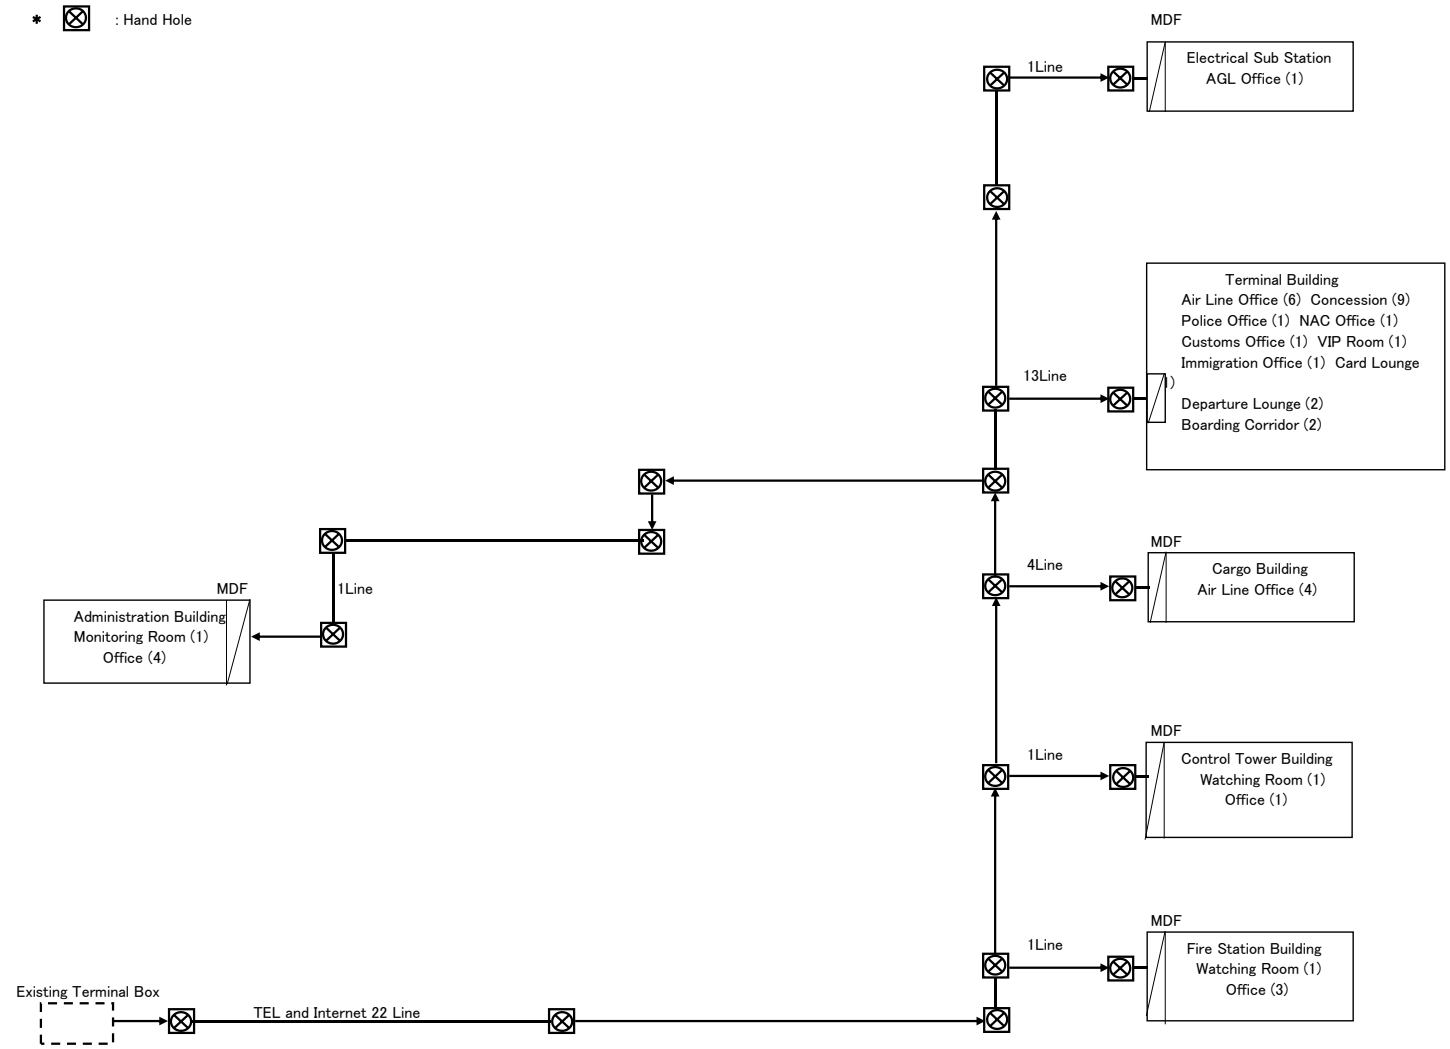 * : Hand Hole
MDF
Electrical Sub Station
AGL Office (1)
1Line
Terminal Building
Air Line Office (6) Concession (9)
Police Office (1) NAC Office (1)
Customs Office (1) VIP Room (1)
Immigration Office (1) Card Lounge
1)
Departure Lounge (2)
Boarding Corridor (2)
13Line
MDF
Cargo Building
Air Line Office (4)
4Line
MDF
Administration Building
Monitoring Room (1)
Office (4)
1Line
MDF
Control Tower Building
Watching Room (1)
Office (1)
1Line
MDF
Fire Station Building
Watching Room (1)
Office (3)
1Line
Existing Terminal Box
TEL and Internet 22 Line